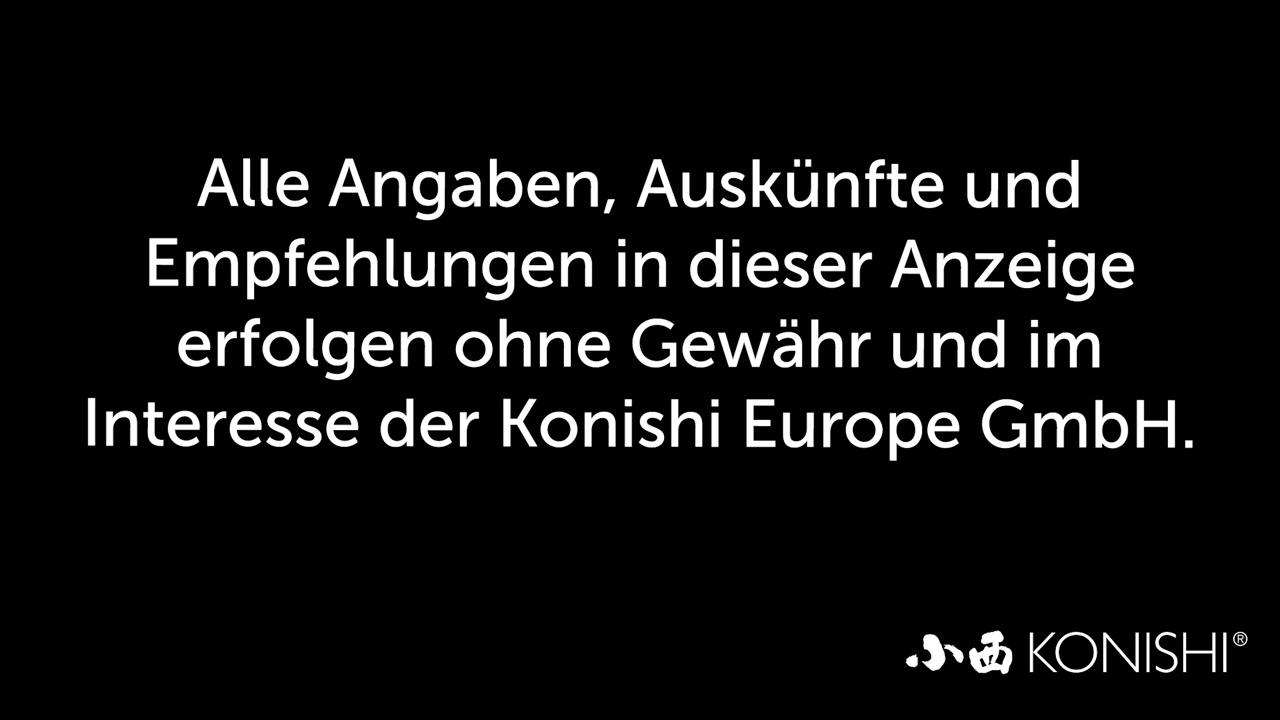 Alle Angaben, Auskünfte und
Empfehlungen in dieser Anzeige
erfolgen ohne Gewähr und im
Interesse der Konishi Europe GmbH.
小西 KONISHI®